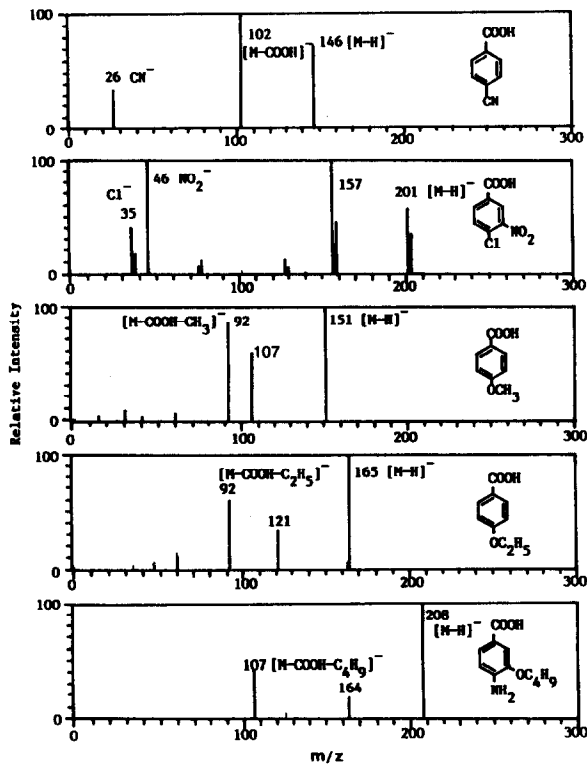 Relative Intensity
100
0
0
100
200
300
26 CN⁻
102
[M-COOH}⁻
146 [M-H]⁻
COOH
CN
100
0
0
100
200
300
Cl⁻
35
46 NO₂⁻
157
201 [M-H]⁻
COOH
NO₂
Cl
100
0
0
100
200
300
[M-COOH-CH₃]⁻
92
107
151 [M-H]⁻
COOH
OCH₃
100
0
0
100
200
300
[M-COOH-C₂H₅]⁻
92
121
165 [M-H]⁻
COOH
OC₂H₅
100
0
0
100
200
300
107 [M-COOH-C₄H₉]⁻
164
208
[M-H]⁻
COOH
OC₄H₉
NH₂
m/z